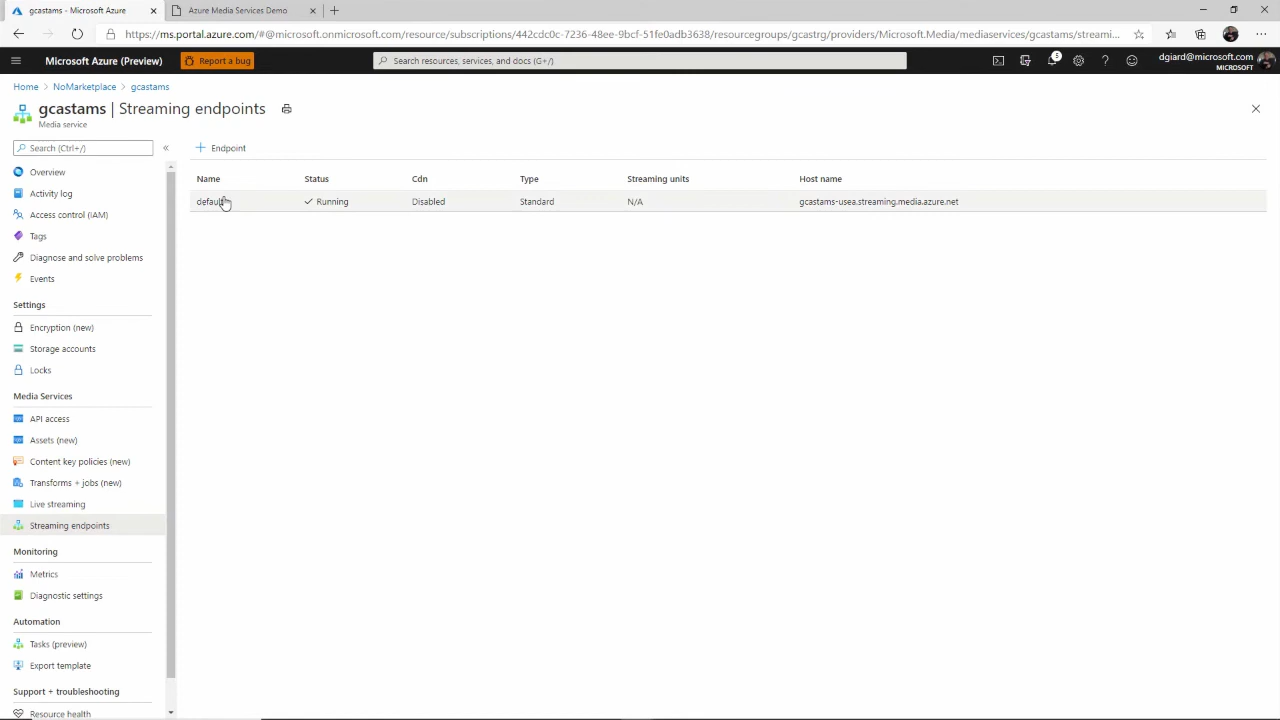 gcastams - Microsoft Azure
Azure Media Services Demo
https://ms.portal.azure.com/#@microsoft.onmicrosoft.com/resource/subscriptions/442cdc0c-7236-48ee-9bcf-51fe0adb3638/resourcegroups/gcastrg/providers/Microsoft.Media/mediaservices/gcastams/streami...
Microsoft Azure (Preview)
Report a bug
Search resources, services, and docs (G+/)
3
dgiard@microsoft.com
MICROSOFT
Home > NoMarketplace > gcastams
gcastams | Streaming endpoints
Media service
Search (Ctrl+/)
«
+ Endpoint
Name Status Cdn Type Streaming units Host name
default Running Disabled Standard N/A gcastams-usea.streaming.media.azure.net
Overview
Activity log
Access control (IAM)
Tags
Diagnose and solve problems
Events
Settings
Encryption (new)
Storage accounts
Locks
Media Services
API access
Assets (new)
Content key policies (new)
Transforms + jobs (new)
Live streaming
Streaming endpoints
Monitoring
Metrics
Diagnostic settings
Automation
Tasks (preview)
Export template
Support + troubleshooting
Resource health